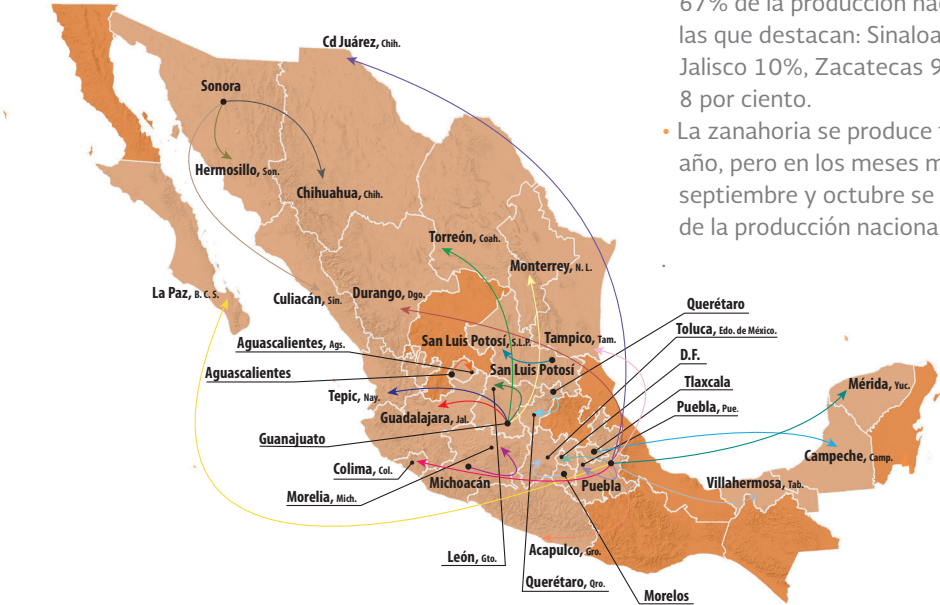 67% de la producción
las que destacan: Sinaloa
Jalisco 10%, Zacatecas 9
8 por ciento.
• La zanahoria se produce
año, pero en los meses
septiembre y octubre se
de la producción
.
Cd Juárez, Chih.
Sonora
Hermosillo, Son.
Chihuahua, Chih.
Torreón, Coah.
Monterrey, N. L.
La Paz, B. C. S.
Culiacán, Sin.
Durango, Dgo.
Querétaro
Toluca, Edo. de México.
Aguascalientes, Ags.
San Luis Potosí, S.L.P.
Tampico, Tam.
D.F.
Aguascalientes
San Luis Potosí
Tlaxcala
Mérida, Yuc.
Tepic, Nay.
Guadalajara, Jal.
Puebla, Pue.
Guanajuato
Campeche, Camp.
Colima, Col.
Michoacán
Puebla
Villahermosa, Tab.
Morelia, Mich.
León, Gto.
Acapulco, Gro.
Querétaro, Qro.
Morelos